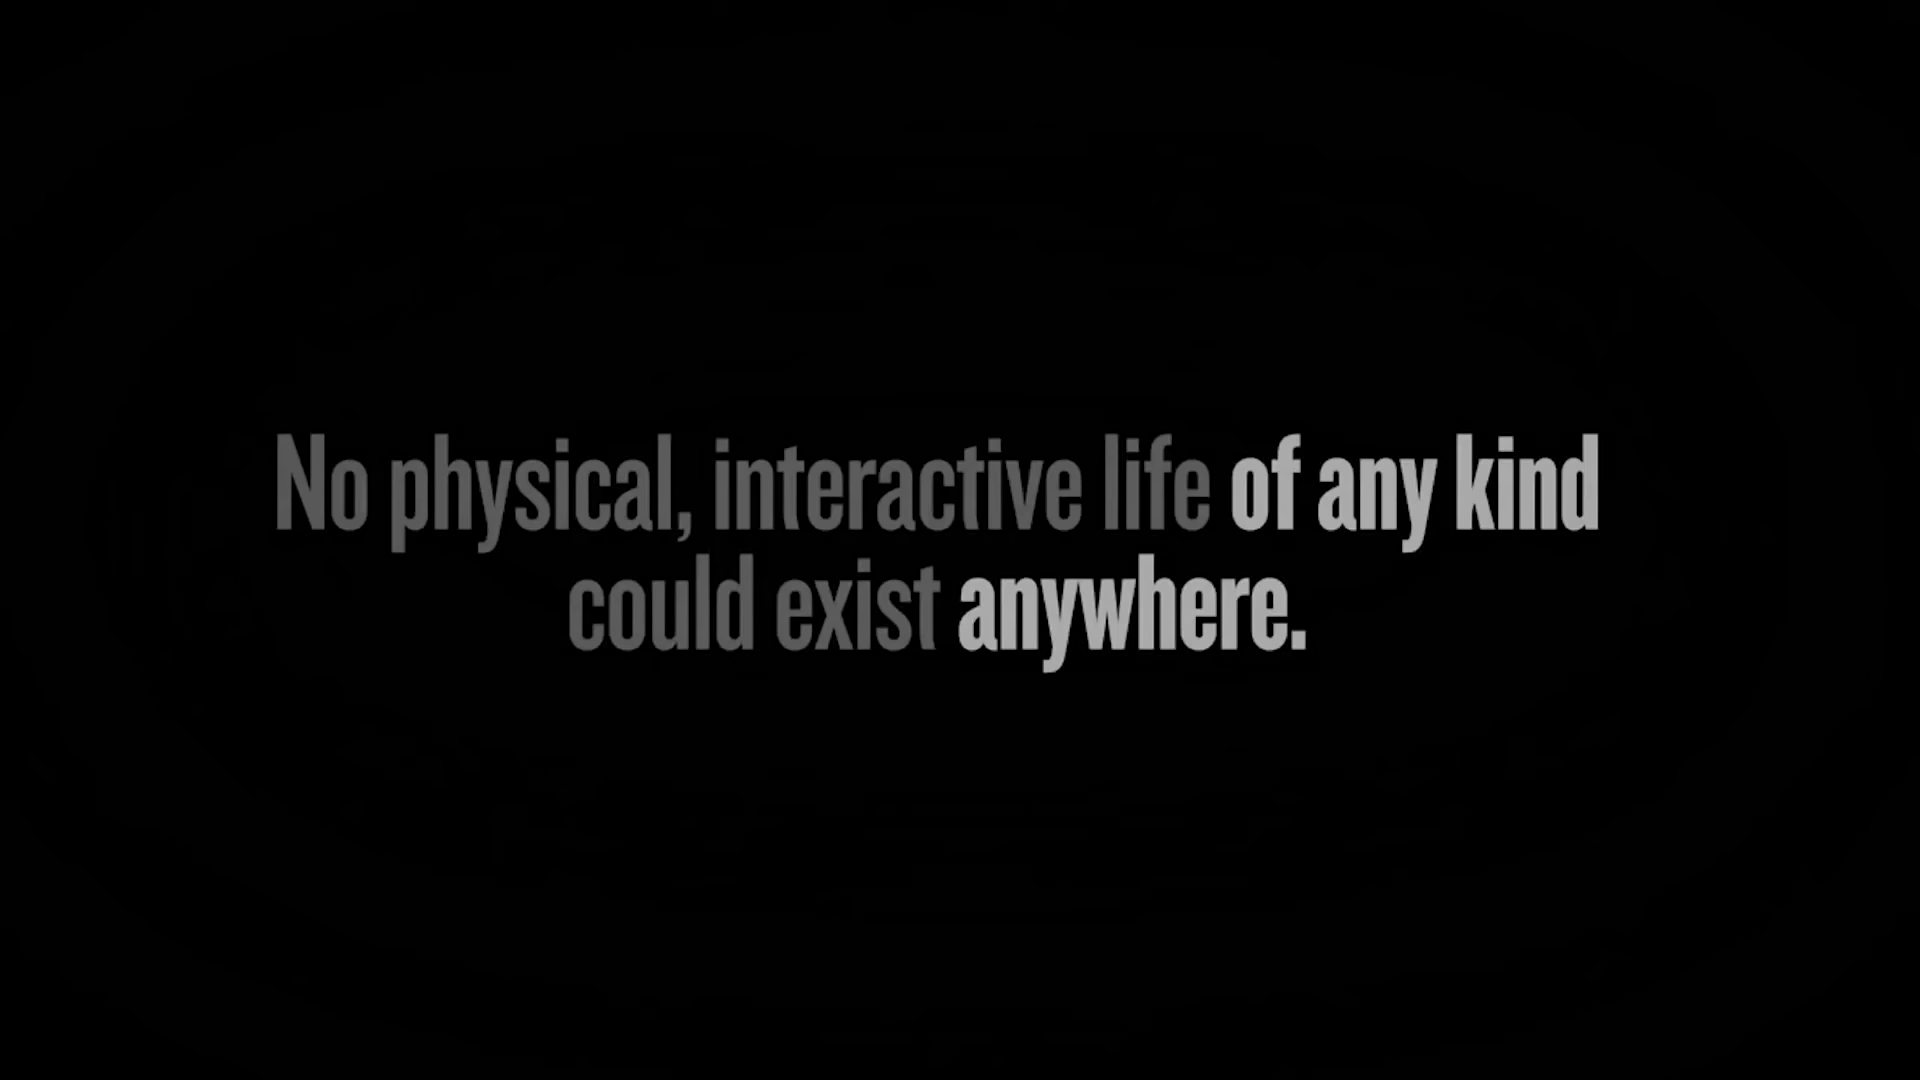 No physical, interactive life of any kind
could exist anywhere.